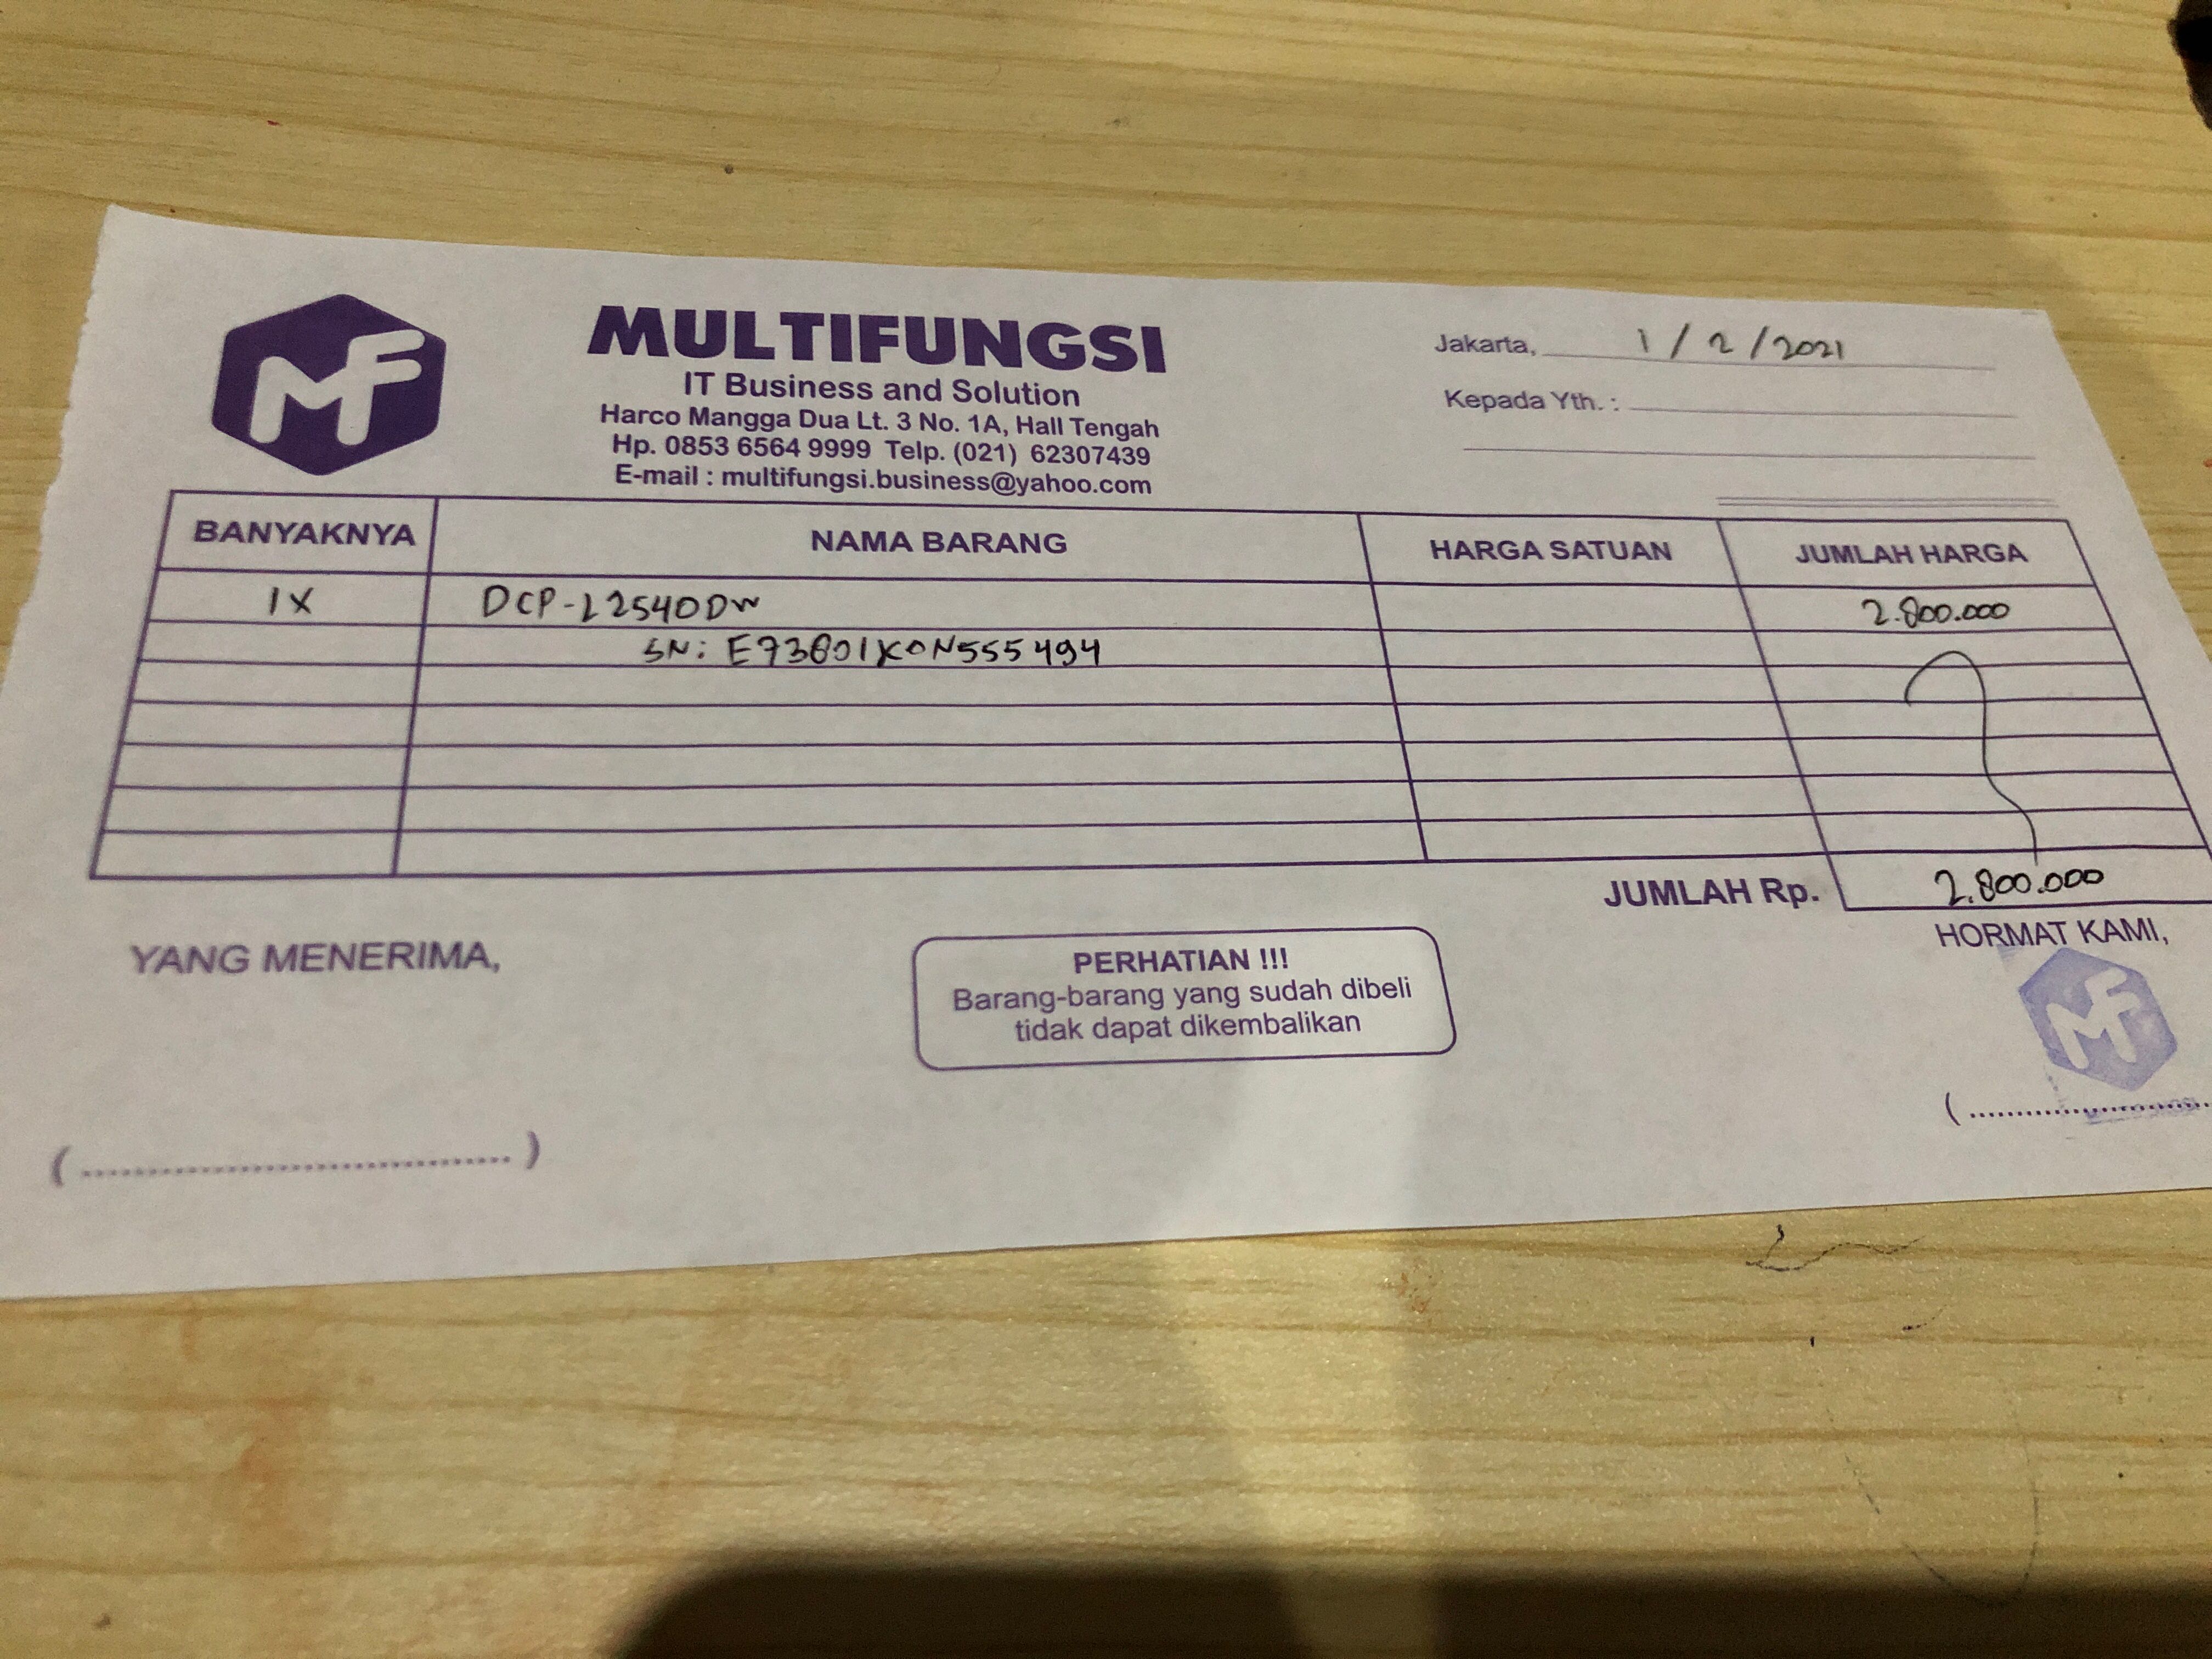 MF
MULTIFUNGSI
IT Business and Solution
Harco Mangga Dua Lt. 3 No. 1A, Hall Tengah
Hp. 0853 6564 9999 Telp. (021) 62307439
E-mail : multifungsi.business@yahoo.com
Jakarta, 1/2/2021
Kepada Yth. :
BANYAKNYA NAMA BARANG HARGA SATUAN JUMLAH HARGA
1X DCP-L2540DW 2.800.000
SN: E73801K0N555494
JUMLAH Rp. 2.800.000
YANG MENERIMA,
PERHATIAN !!!
Barang-barang yang sudah dibeli
tidak dapat dikembalikan
HORMAT KAMI,
MF